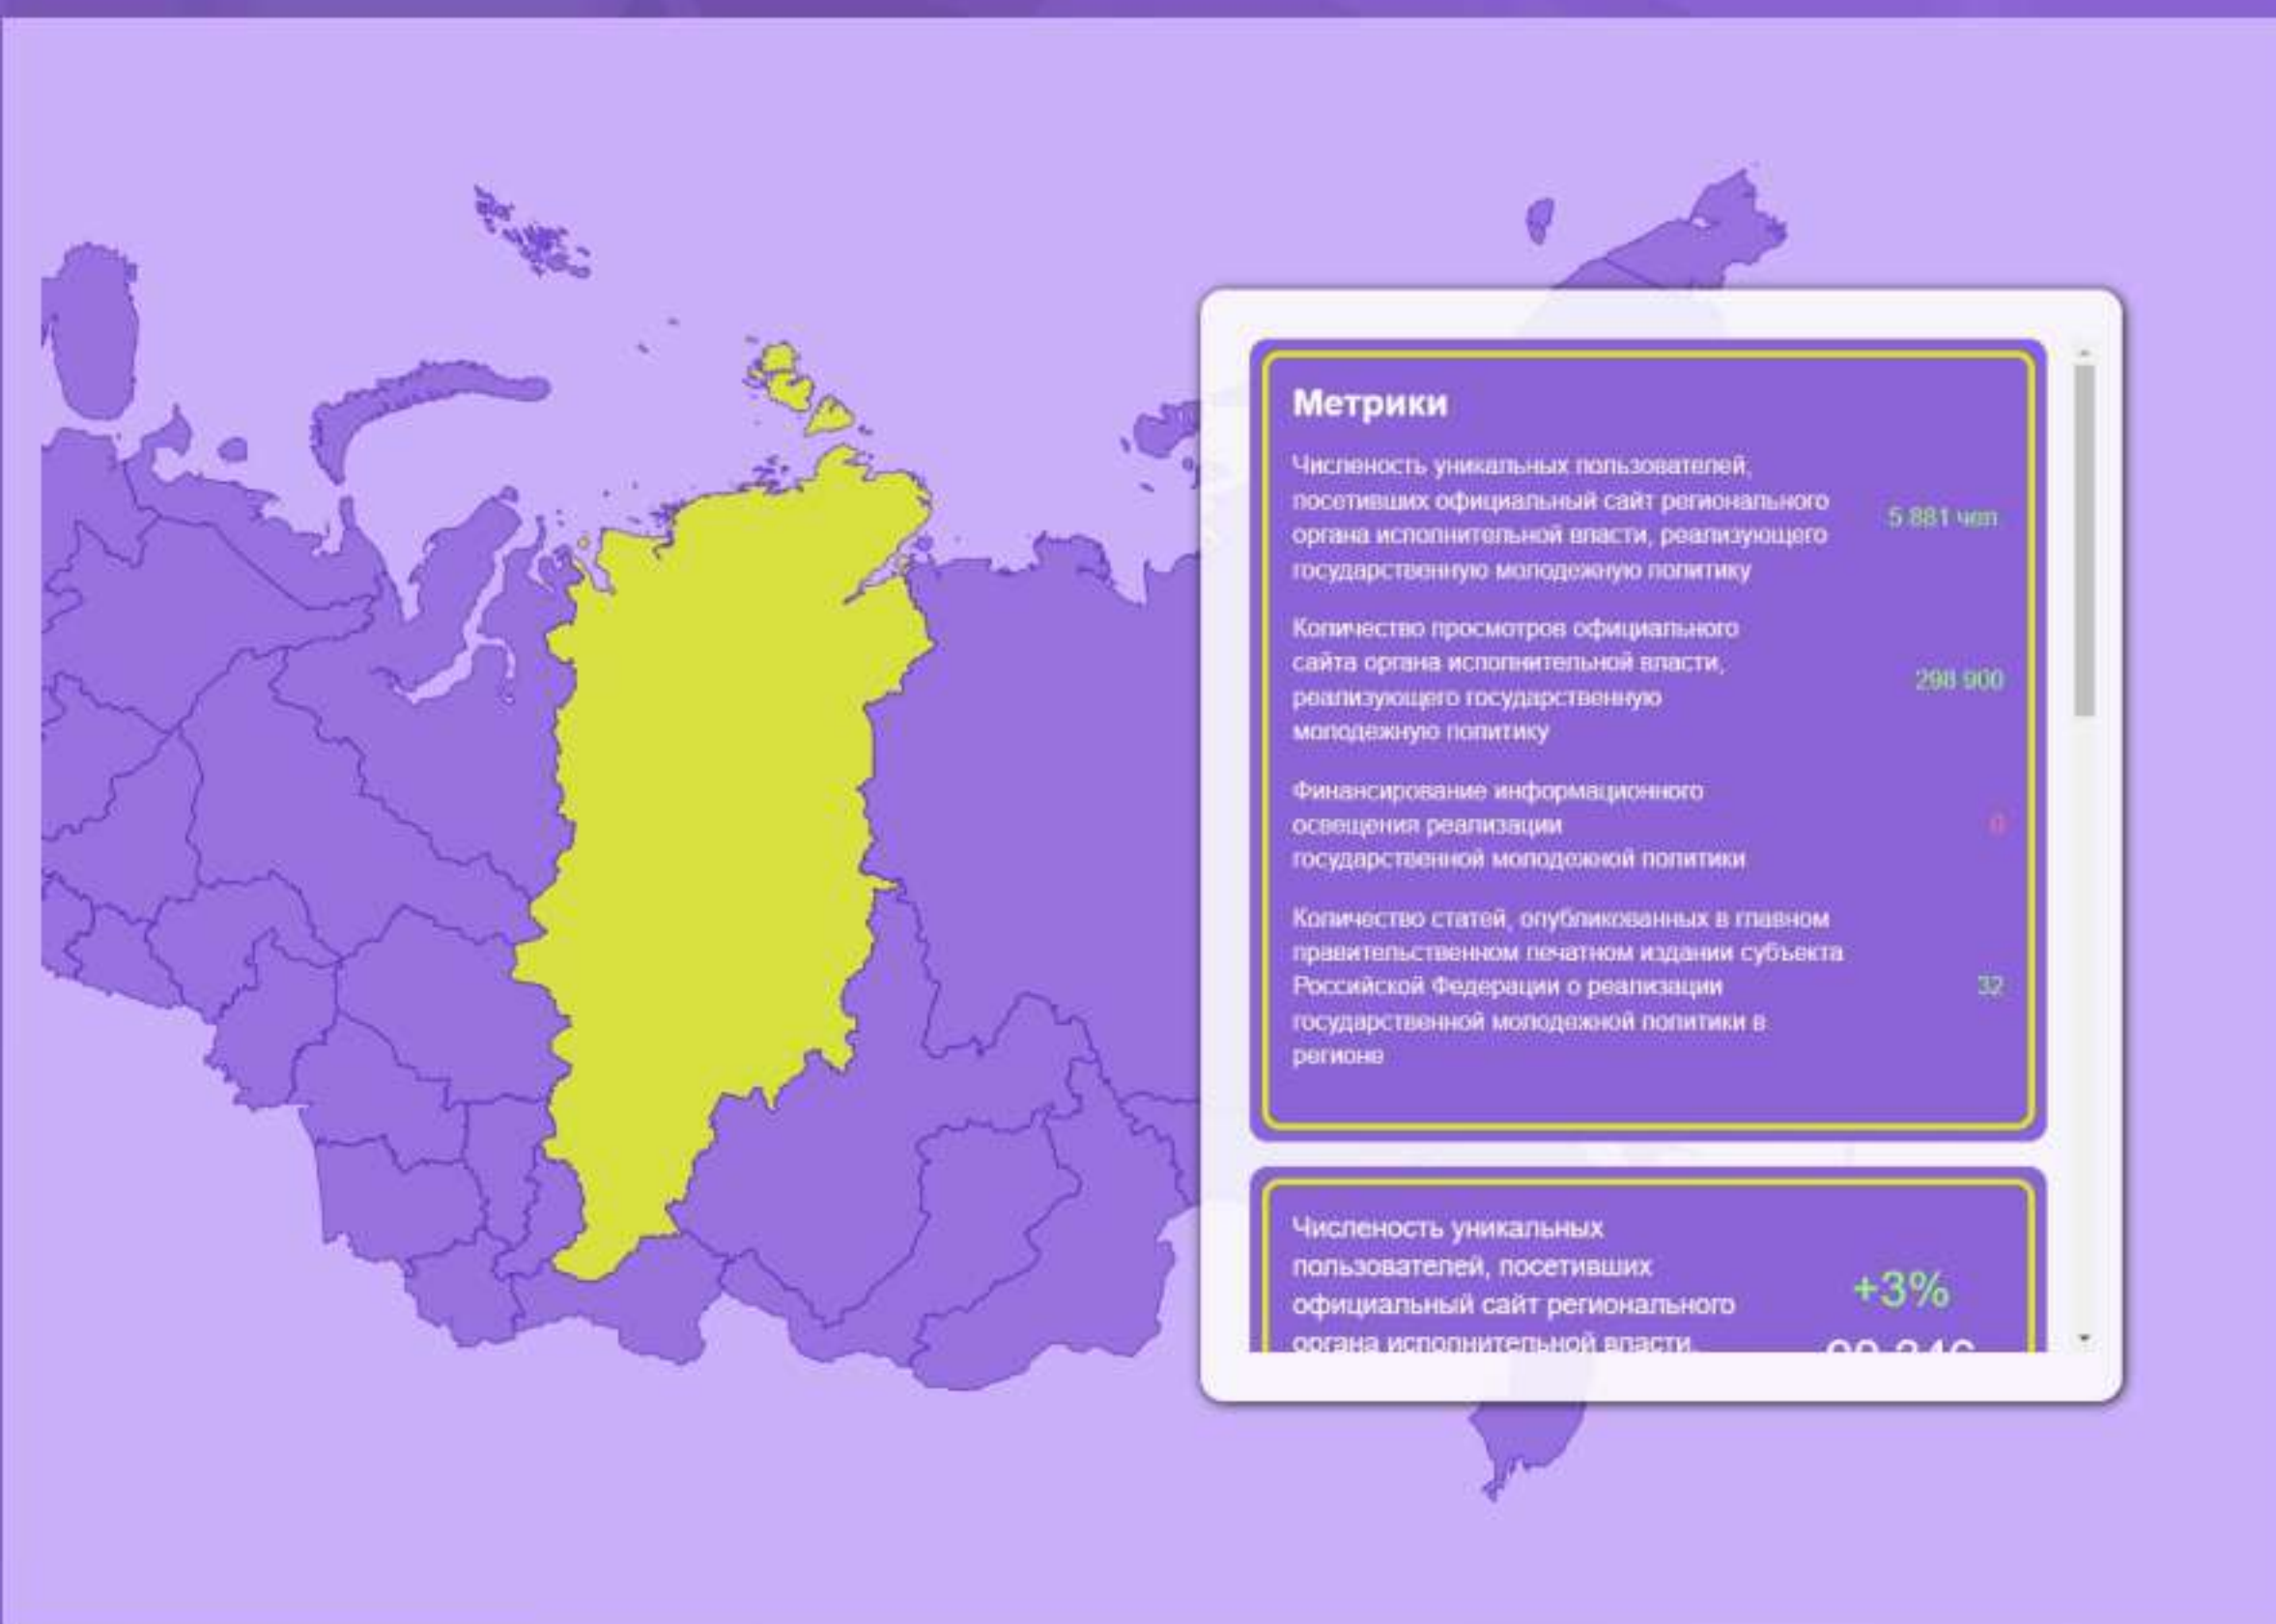 Метрики
Численость уникальных пользователей,
посетивших официальный сайт регионального
органа исполнительной власти, реализующего
государственную молодежную политику
5 881 чел
Количество просмотров официального
сайта органа исполнительной власти,
реализующего государственную
молодежную политику
298 900
Финансирование информационного
освещения реализации
государственной молодежной политики
0
Количество статей, опубликованных в главном
правительственном печатном издании субъекта
Российской Федерации о реализации
государственной молодежной политики в
регионе
32
Численость уникальных
пользователей, посетивших
официальный сайт регионального
органа исполнительной власти,
+3%